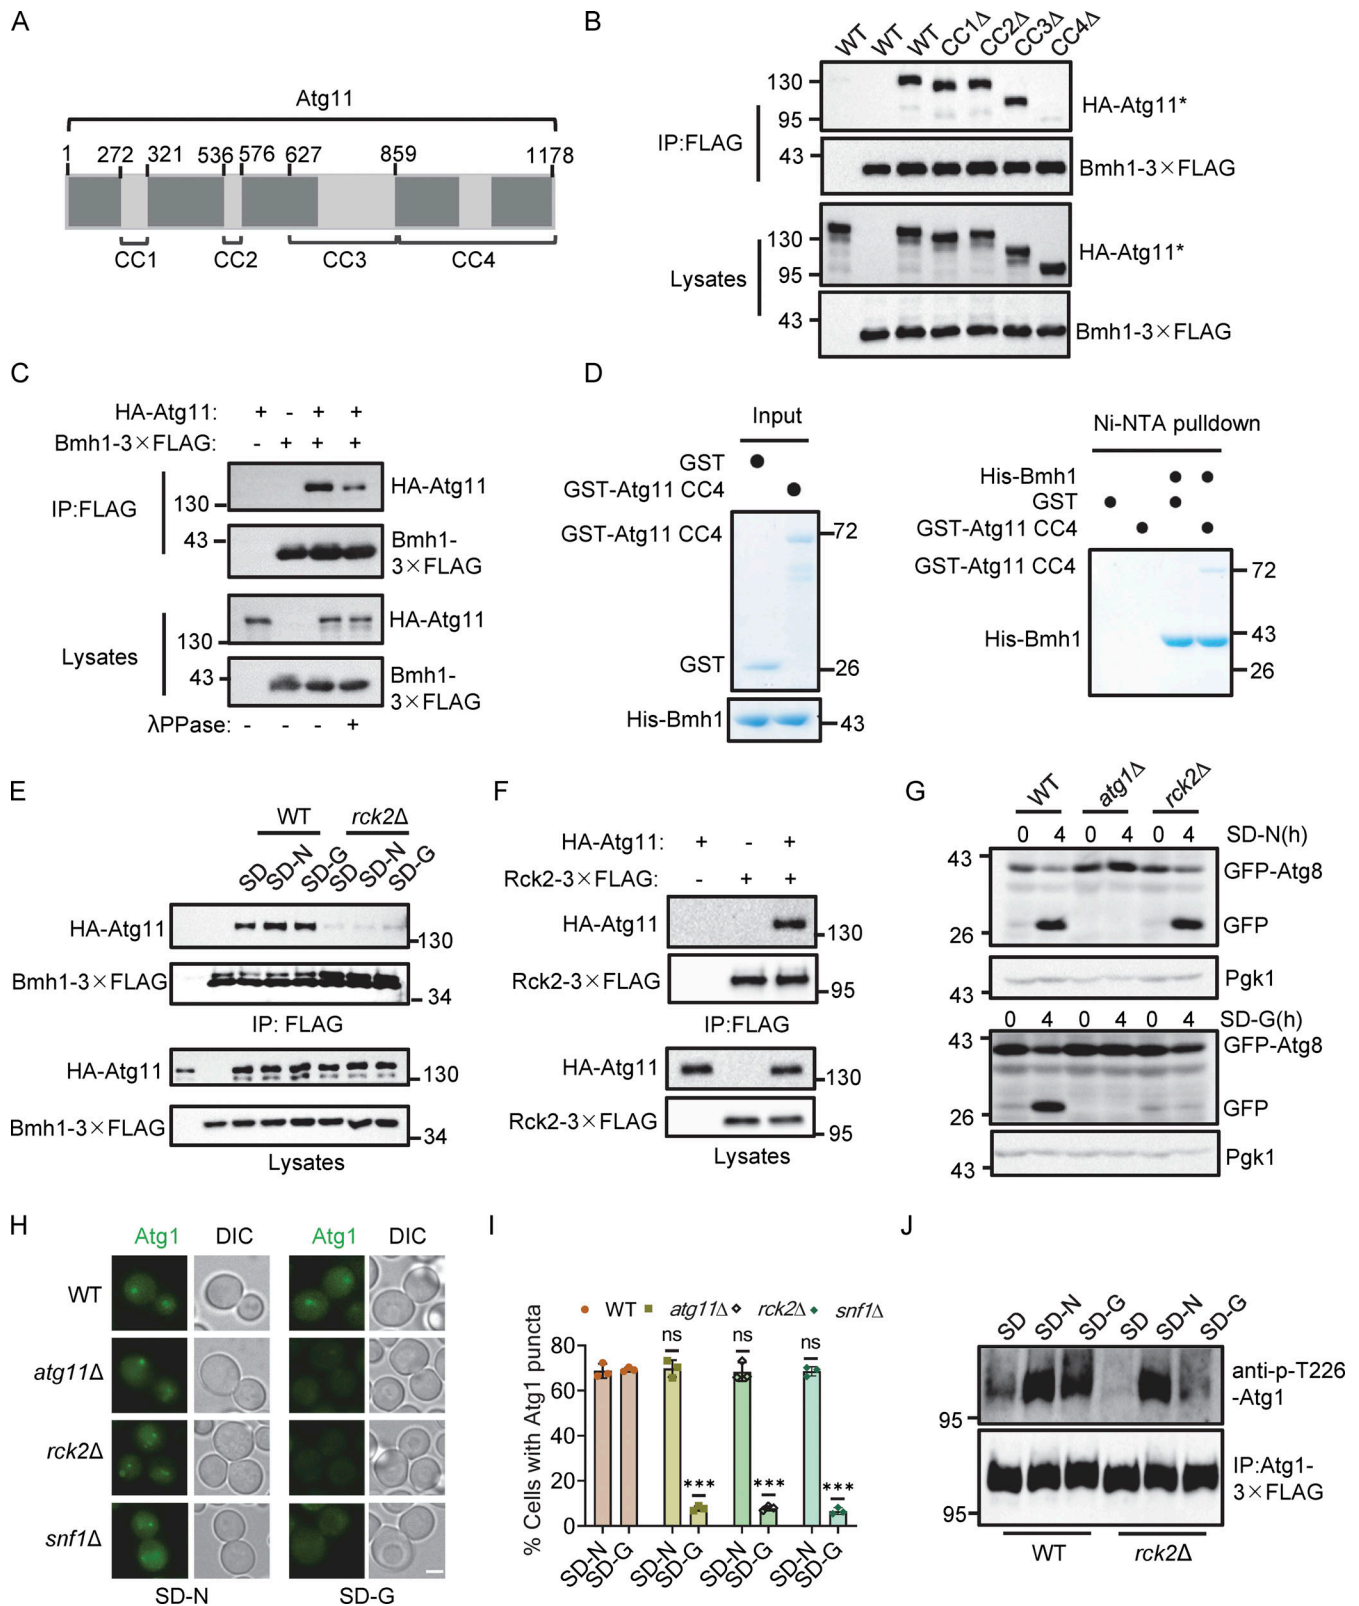 A
Atg11
1 272 321 536 576 627 859 1178
CC1 CC2 CC3 CC4
B
WT WT WT CC1Δ CC2Δ CC3Δ CC4Δ
130
95
HA-Atg11*
IP:FLAG
43
Bmh1-3×FLAG
130
95
HA-Atg11*
Lysates
43
Bmh1-3×FLAG
C
HA-Atg11: + - + +
Bmh1-3×FLAG: - + + +
HA-Atg11
130
IP:FLAG
43
Bmh1-
3×FLAG
HA-Atg11
130
Lysates
43
Bmh1-
3×FLAG
λPPase: - - - +
D
Input
GST
GST-Atg11 CC4
GST-Atg11 CC4
72
GST
26
His-Bmh1
43
Ni-NTA pulldown
His-Bmh1
GST
GST-Atg11 CC4
GST-Atg11 CC4
72
His-Bmh1
43
26
E
WT rck2Δ
SD SD-N SD-G SD SD-N SD-G
HA-Atg11
130
Bmh1-3×FLAG
34
IP: FLAG
HA-Atg11
130
Bmh1-3×FLAG
34
Lysates
F
HA-Atg11: + - +
Rck2-3×FLAG: - + +
HA-Atg11
130
Rck2-3×FLAG
95
IP:FLAG
HA-Atg11
130
Rck2-3×FLAG
95
Lysates
G
WT atg1Δ rck2Δ
0 4 0 4 0 4 SD-N(h)
43
GFP-Atg8
26
GFP
Pgk1
43
0 4 0 4 0 4 SD-G(h)
43
GFP-Atg8
26
GFP
Pgk1
43
H
Atg1 DIC Atg1 DIC
WT
atg11Δ
rck2Δ
snf1Δ
SD-N SD-G
I
WT atg11Δ rck2Δ snf1Δ
% Cells with Atg1 puncta
80
60
40
20
0
ns ns ns
*** *** ***
SD-N SD-G SD-N SD-G SD-N SD-G SD-N SD-G
J
SD SD-N SD-G SD SD-N SD-G
anti-p-T226
-Atg1
95
IP:Atg1-
3×FLAG
95
WT rck2Δ